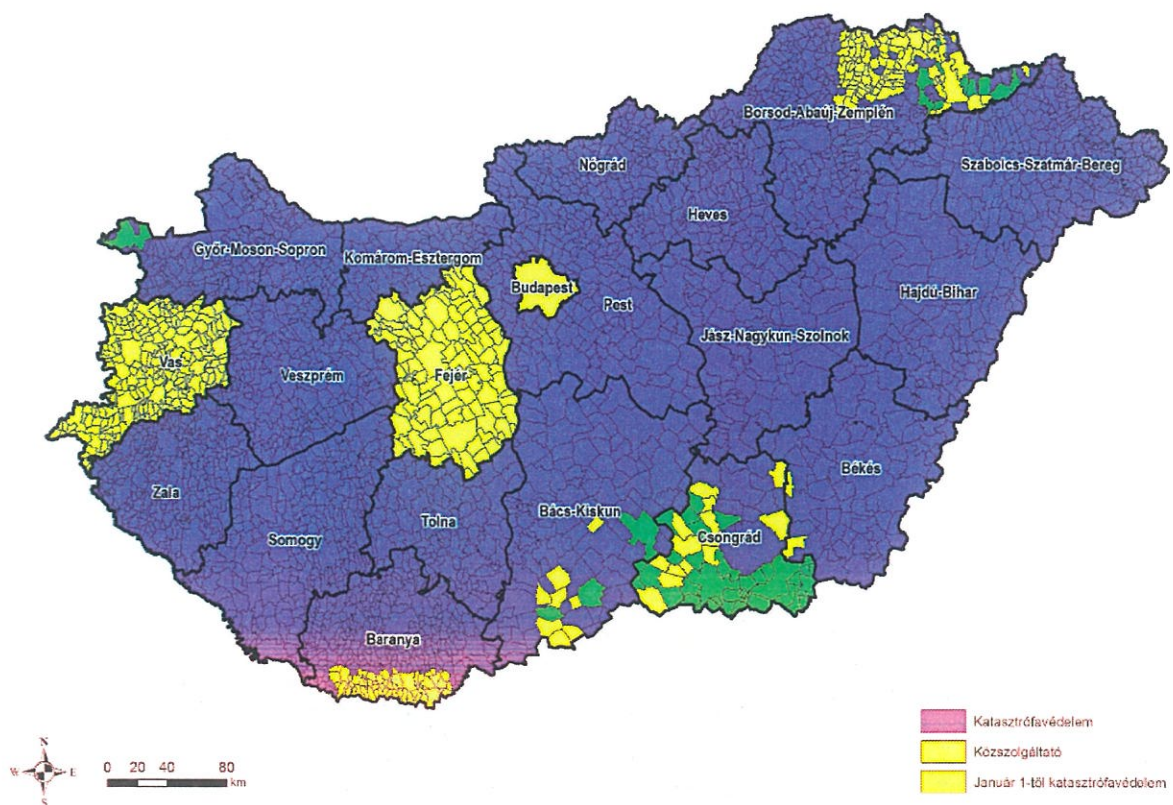 Borsod-Abaúj-Zemplén
Nógrád
Szabolcs-Szatmár-Bereg
Heves
Győr-Moson-Sopron
Komárom-Esztergom
Budapest
Pest
Hajdú-Bihar
Jász-Nagykun-Szolnok
Vas
Veszprém
Fejér
Békés
Zala
Tolna
Bács-Kiskun
Csongrád
Somogy
Baranya
Katasztrófavédelem
Közszolgáltató
Január 1-től katasztrófavédelem
N
W E
S
0 20 40 80
km